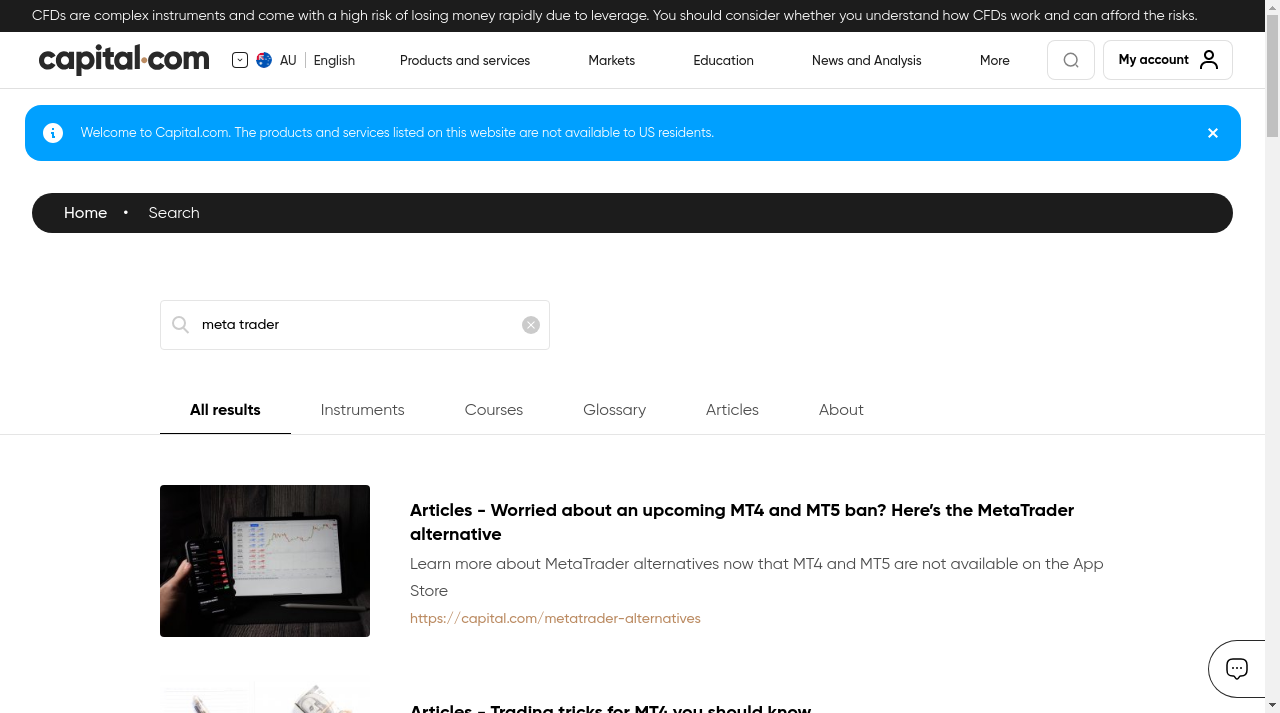 CFDs are complex instruments and come with a high risk of losing money rapidly due to leverage. You should consider whether you understand how CFDs work and can afford the risks.
capital.com
AU English
Products and services
Markets
Education
News and Analysis
More
My account
Welcome to Capital.com. The products and services listed on this website are not available to US residents.
Home • Search
meta trader
All results
Instruments
Courses
Glossary
Articles
About
Articles - Worried about an upcoming MT4 and MT5 ban? Here’s the MetaTrader
alternative
Learn more about MetaTrader alternatives now that MT4 and MT5 are not available on the App
Store
https://capital.com/metatrader-alternatives
Articles - Trading tricks for MT4 you should know